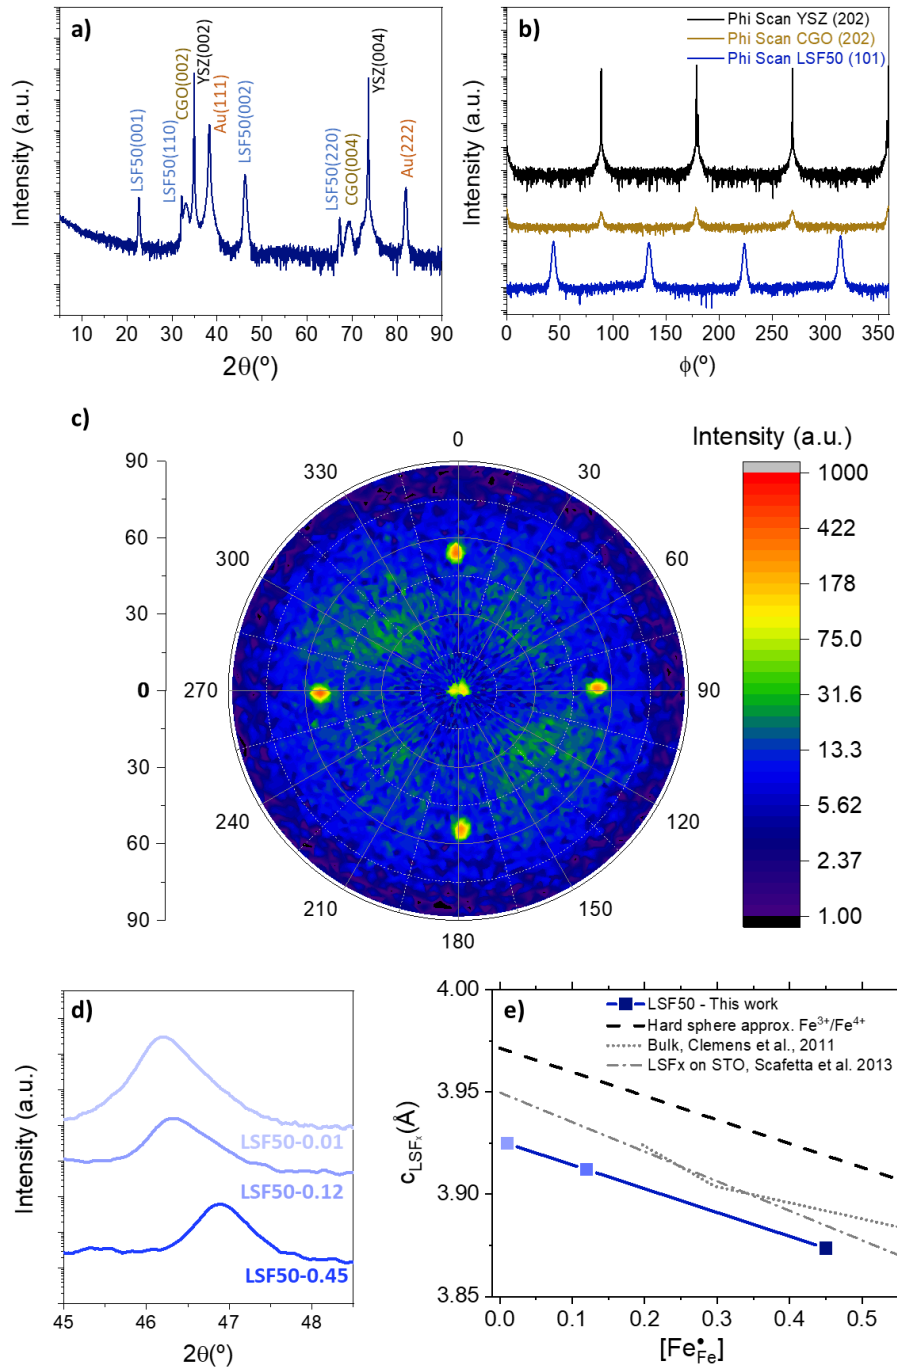 a)
Intensity (a.u.)
LSF50(001)
LSF50(110)
CGO(002)
YSZ(002)
Au(111)
LSF50(002)
LSF50(220)
CGO(004)
YSZ(004)
Au(222)
10 20 30 40 50 60 70 80 90
2θ(º)
b)
Phi Scan YSZ (202)
Phi Scan CGO (202)
Phi Scan LSF50 (101)
Intensity (a.u.)
0 50 100 150 200 250 300 350
ϕ(º)
c)
90
60
30
0
30
60
90
0
30
60
90
120
150
180
210
240
270
300
330
Intensity (a.u.)
1000
422
178
75.0
31.6
13.3
5.62
2.37
1.00
d)
Intensity (a.u.)
LSF50-0.01
LSF50-0.12
LSF50-0.45
45 46 47 48
2θ(º)
e)
LSF50 - This work
Hard sphere approx. Fe³⁺/Fe⁴⁺
Bulk, Clemens et al., 2011
LSFx on STO, Scafetta et al. 2013
4.00
3.95
3.90
3.85
c_LSFₓ(Å)
0.0 0.1 0.2 0.3 0.4 0.5
[Fe•Fe]